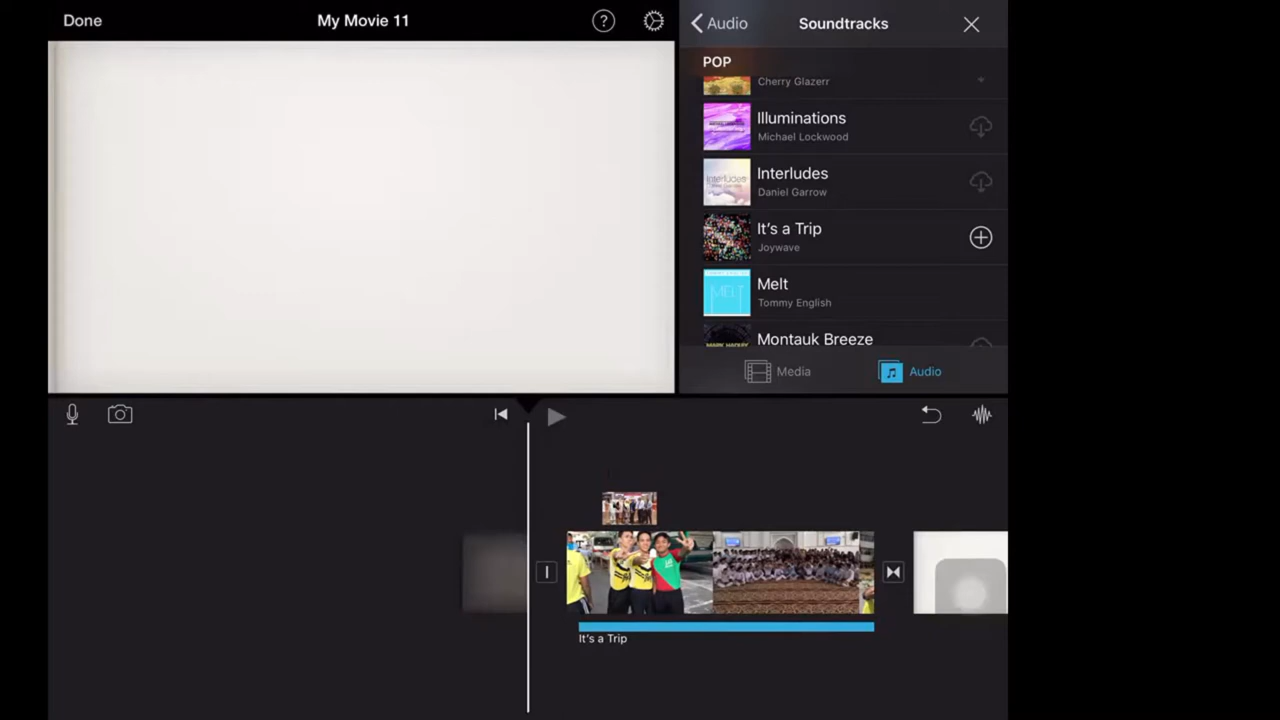 Done
My Movie 11
?
Audio
Soundtracks
POP
Cherry Glazerr
Illuminations
Michael Lockwood
Interludes
Daniel Garrow
It's a Trip
Joywave
Melt
Tommy English
MELT
Montauk Breeze
Media
Audio
It's a Trip